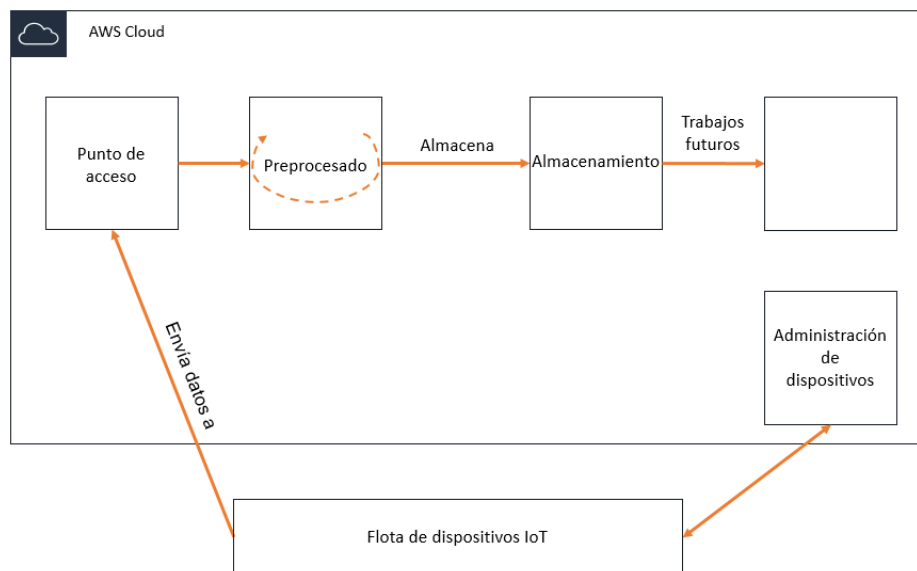 AWS Cloud
Punto de
acceso
Preprocesado
Almacena
Almacenamiento
Trabajos
futuros
Administración
de
dispositivos
Envía datos a
Flota de dispositivos IoT